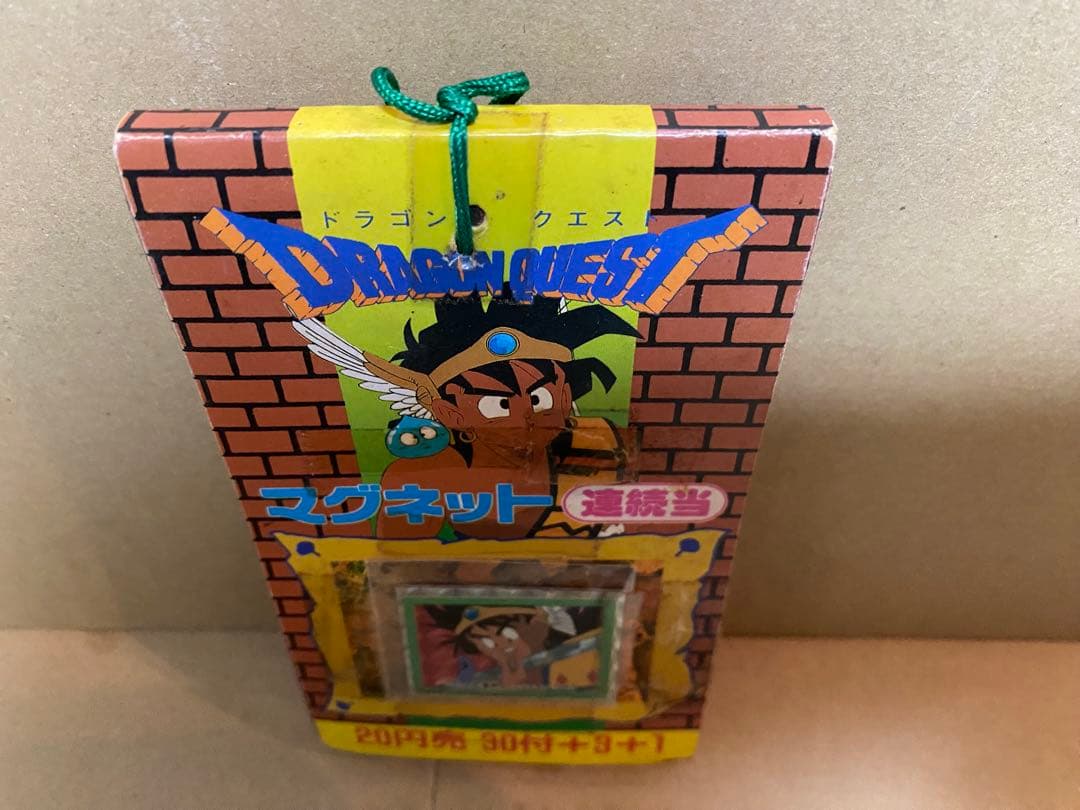 ドラゴン クエスト
DRAGON QUEST
マグネット 連続当
20円売 30付+3+1